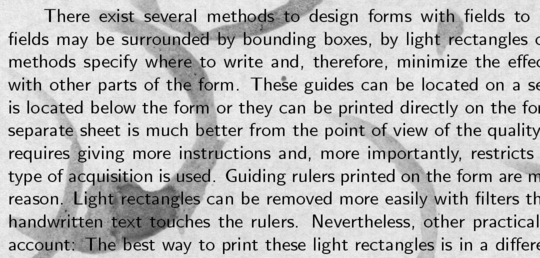 There exist several methods to design forms with fields to
fields may be surrounded by bounding boxes, by light rectangles
methods specify where to write and, therefore, minimize the effec
with other parts of the form. These guides can be located on a se
is located below the form or they can be printed directly on the for
separate sheet is much better from the point of view of the quality
requires giving more instructions and, more importantly, restricts
type of acquisition is used. Guiding rulers printed on the form are m
reason. Light rectangles can be removed more easily with filters th
handwritten text touches the rulers. Nevertheless, other practical
account: The best way to print these light rectangles is in a differe